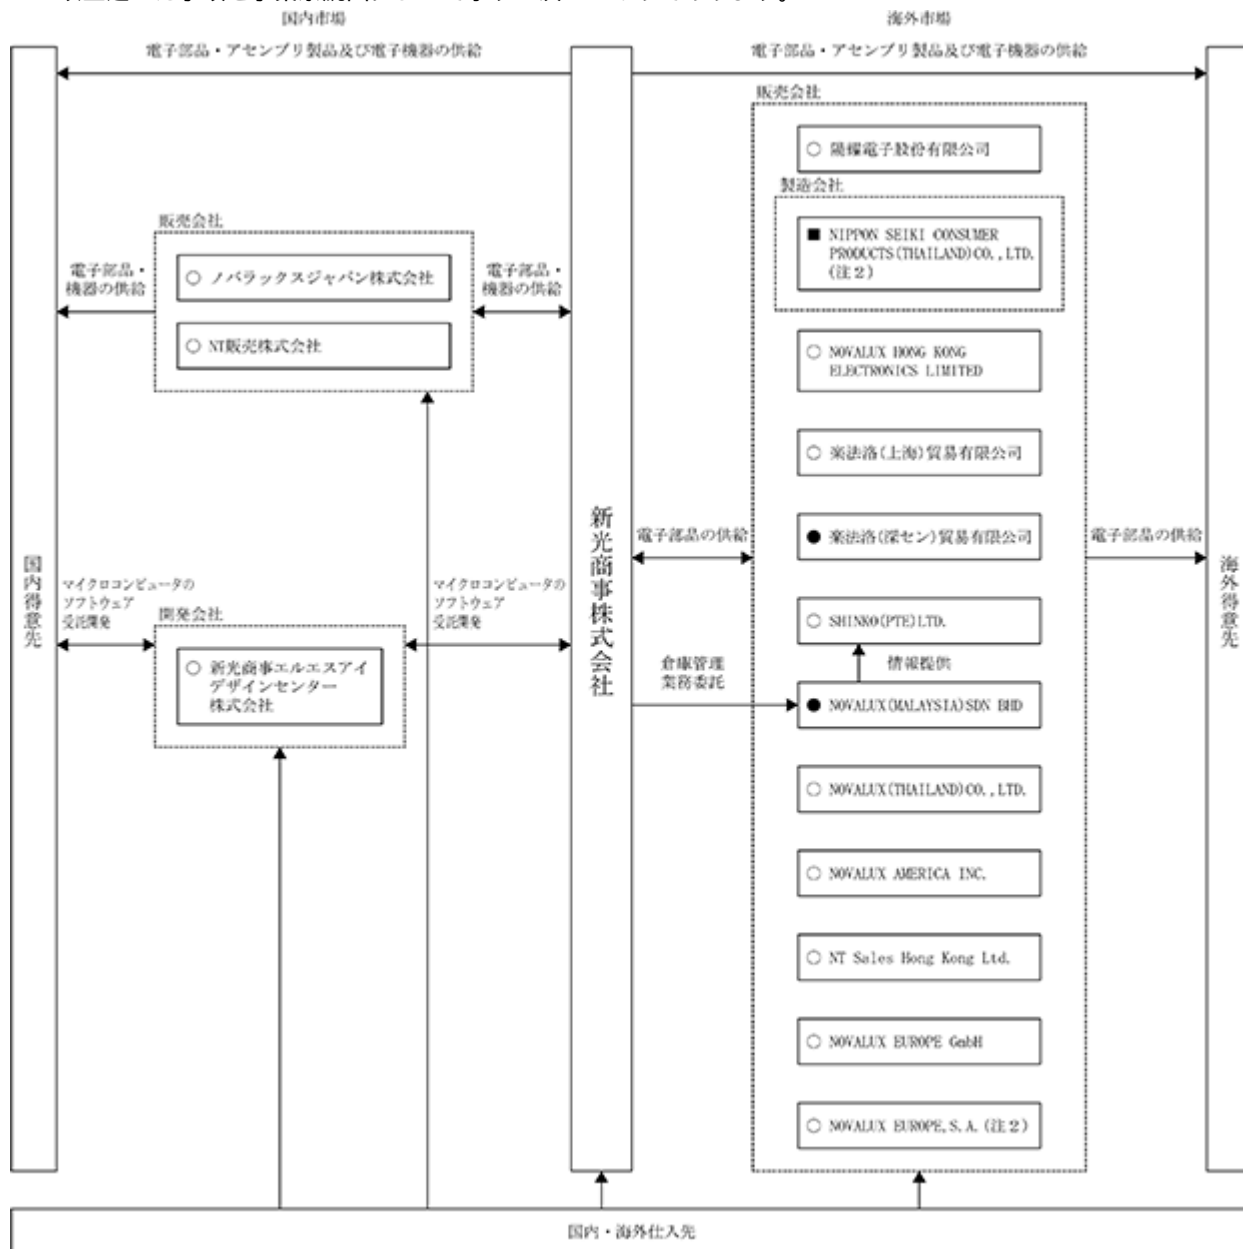 国内市場
海外市場
電子部品・アセンブリ製品及び電子機器の供給
電子部品・アセンブリ製品及び電子機器の供給
販売会社
○ 陽耀電子股份有限公司
製造会社
■ NIPPON SEIKI CONSUMER
PRODUCTS(THAILAND)CO.,LTD.
(注2)
販売会社
電子部品・
機器の供給
○ ノバラックスジャパン株式会社
○ NT販売株式会社
電子部品・
機器の供給
○ NOVALUX HONG KONG
ELECTRONICS LIMITED
○楽法洛(上海)貿易有限公司
● 楽法洛(深セン)貿易有限公司
新光商事株式会社
電子部品の供給
電子部品の供給
国内得意先
海外得意先
マイクロコンピュータの
ソフトウェア
受託開発
開発会社
○ 新光商事エルエスアイ
デザインセンター
株式会社
マイクロコンピュータの
ソフトウェア
受託開発
○ SHINKO(PTE)LTD.
倉庫管理
業務委託
情報提供
● NOVALUX(MALAYSIA)SDN BHD
○ NOVALUX(THAILAND)CO.,LTD.
○ NOVALUX AMERICA INC.
○ NT Sales Hong Kong Ltd.
○ NOVALUX EUROPE GmbH
○ NOVALUX EUROPE,S.A.(注2)
国内・海外仕入先